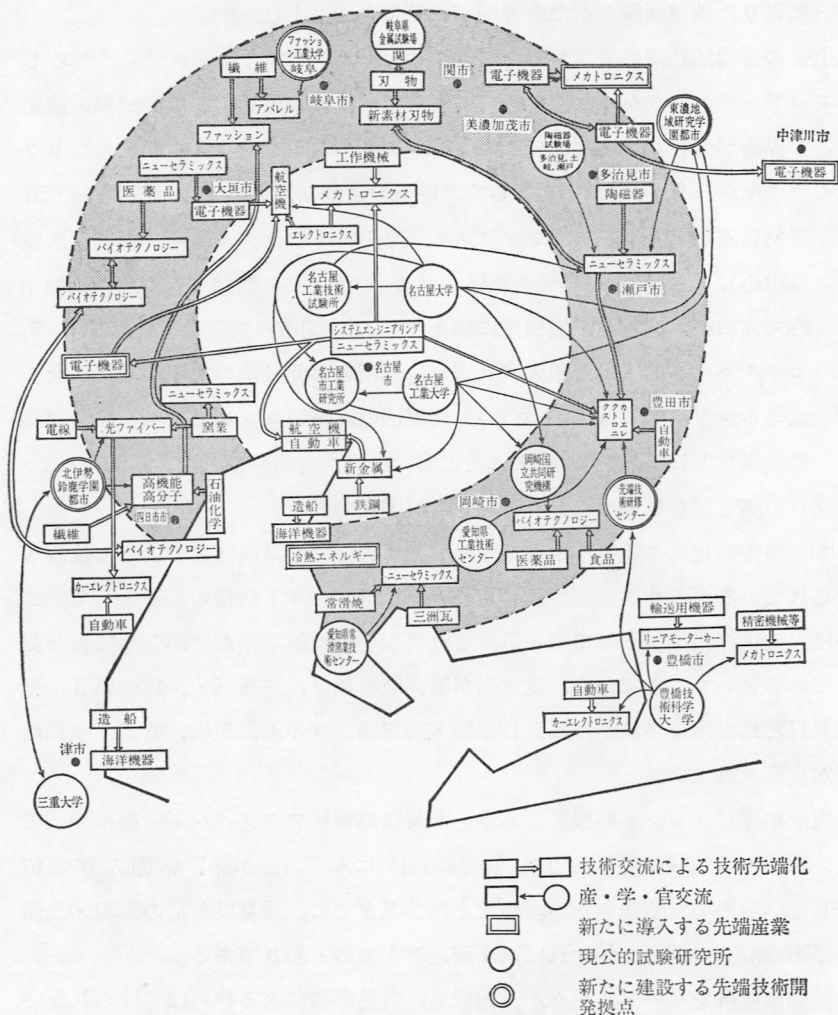 ファッション工業大学
岐阜
岐阜県
金属試験場
関
繊維
アパレル
ファッション
岐阜市
刃物
新素材刃物
関市
美濃加茂市
電子機器
メカトロニクス
電子機器
東濃地
域研究学
園都市
中津川市
電子機器
陶磁器
試験場
多治見、土
岐、瀬戸
多治見市
陶磁器
ニューセラミックス
医薬品
大垣市
電子機器
航空機
工作機械
メカトロニクス
エレクトロニクス
バイオテクノロジー
バイオテクノロジー
ニューセラミックス
瀬戸市
名古屋
工業技術
試験所
名古屋大学
システムエンジニアリング
ニューセラミックス
電子機器
名古屋
市工業
研究所
名古屋
市
名古屋
工業大学
ニューセラミックス
電線
光ファイバー
窯業
カーエレクトロニクス
豊田市
自動車
航空機
自動車
新金属
鉄鋼
北伊勢
鈴鹿学園
都市
高機能
高分子
石油化学
四日市市
繊維
バイオテクノロジー
造船
海洋機器
冷熱エネルギー
岡崎国
立共同研
究機構
岡崎市
先端技
術研修
センター
愛知県
工業技術
センター
バイオテクノロジー
医薬品
食品
カーエレクトロニクス
自動車
ニューセラミックス
常滑焼
三洲瓦
愛知県常
滑窯業技
術センター
輸送用機器
リニアモーターカー
精密機械等
メカトロニクス
豊橋市
自動車
カーエレクトロニクス
豊橋技
術科学
大学
造船
津市
海洋機器
三重大学
技術交流による技術先端化
産・学・官交流
新たに導入する先端産業
現公的試験研究所
新たに建設する先端技術開
発拠点